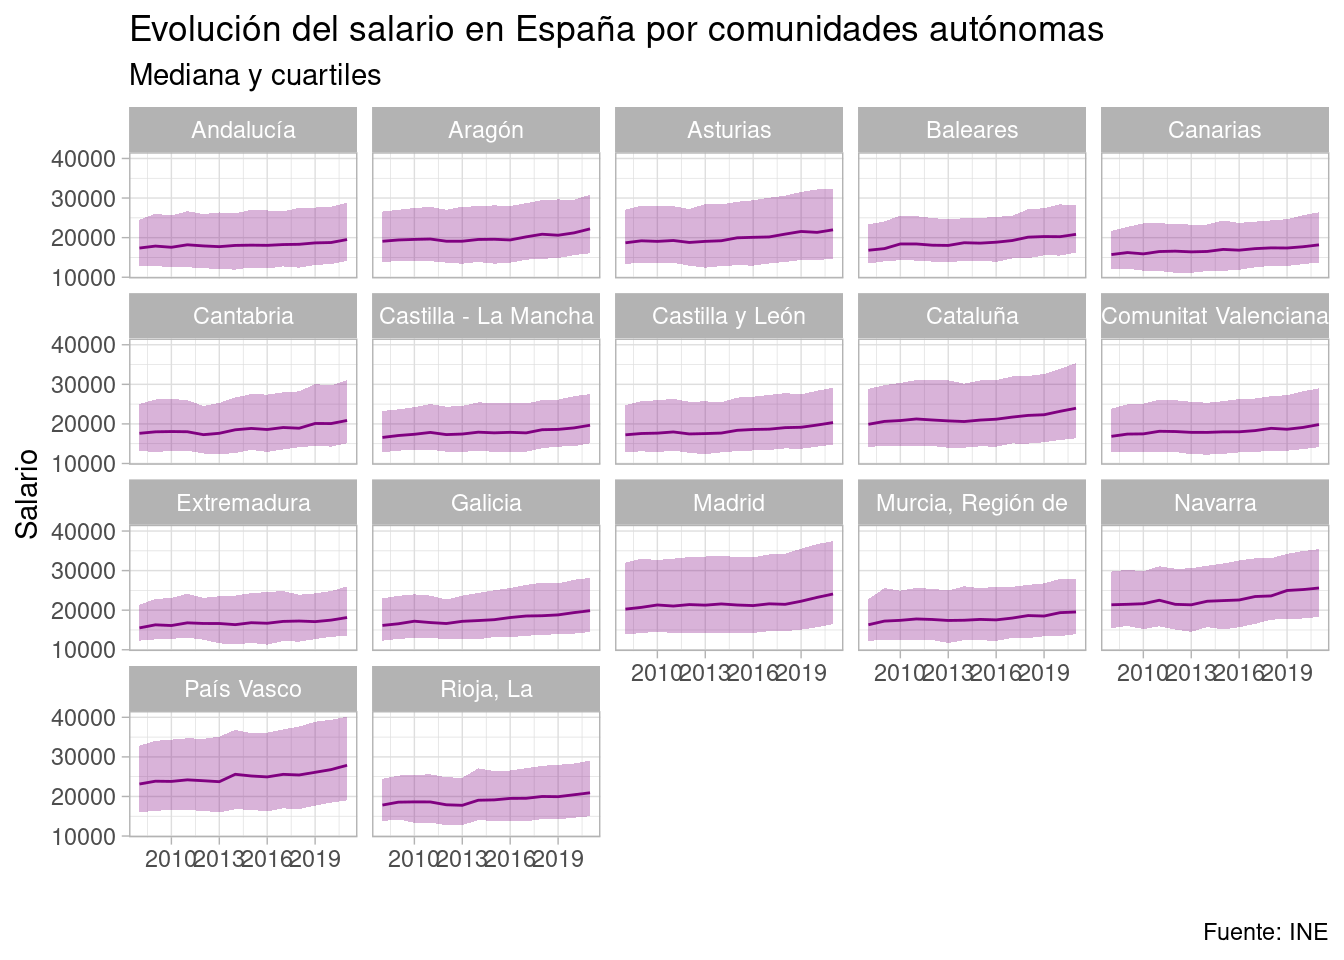 Evolución del salario en España por comunidades autónomas
Mediana y cuartiles
Salario
Andalucía Aragón Asturias Baleares Canarias
40000
30000
20000
10000
Cantabria Castilla - La Mancha Castilla y León Cataluña Comunitat Valenciana
40000
30000
20000
10000
Extremadura Galicia Madrid Murcia, Región de Navarra
40000
30000
20000
10000
2010 2013 2016 2019 2010 2013 2016 2019 2010 2013 2016 2019
País Vasco Rioja, La
40000
30000
20000
10000
2010 2013 2016 2019 2010 2013 2016 2019
Fuente: INE